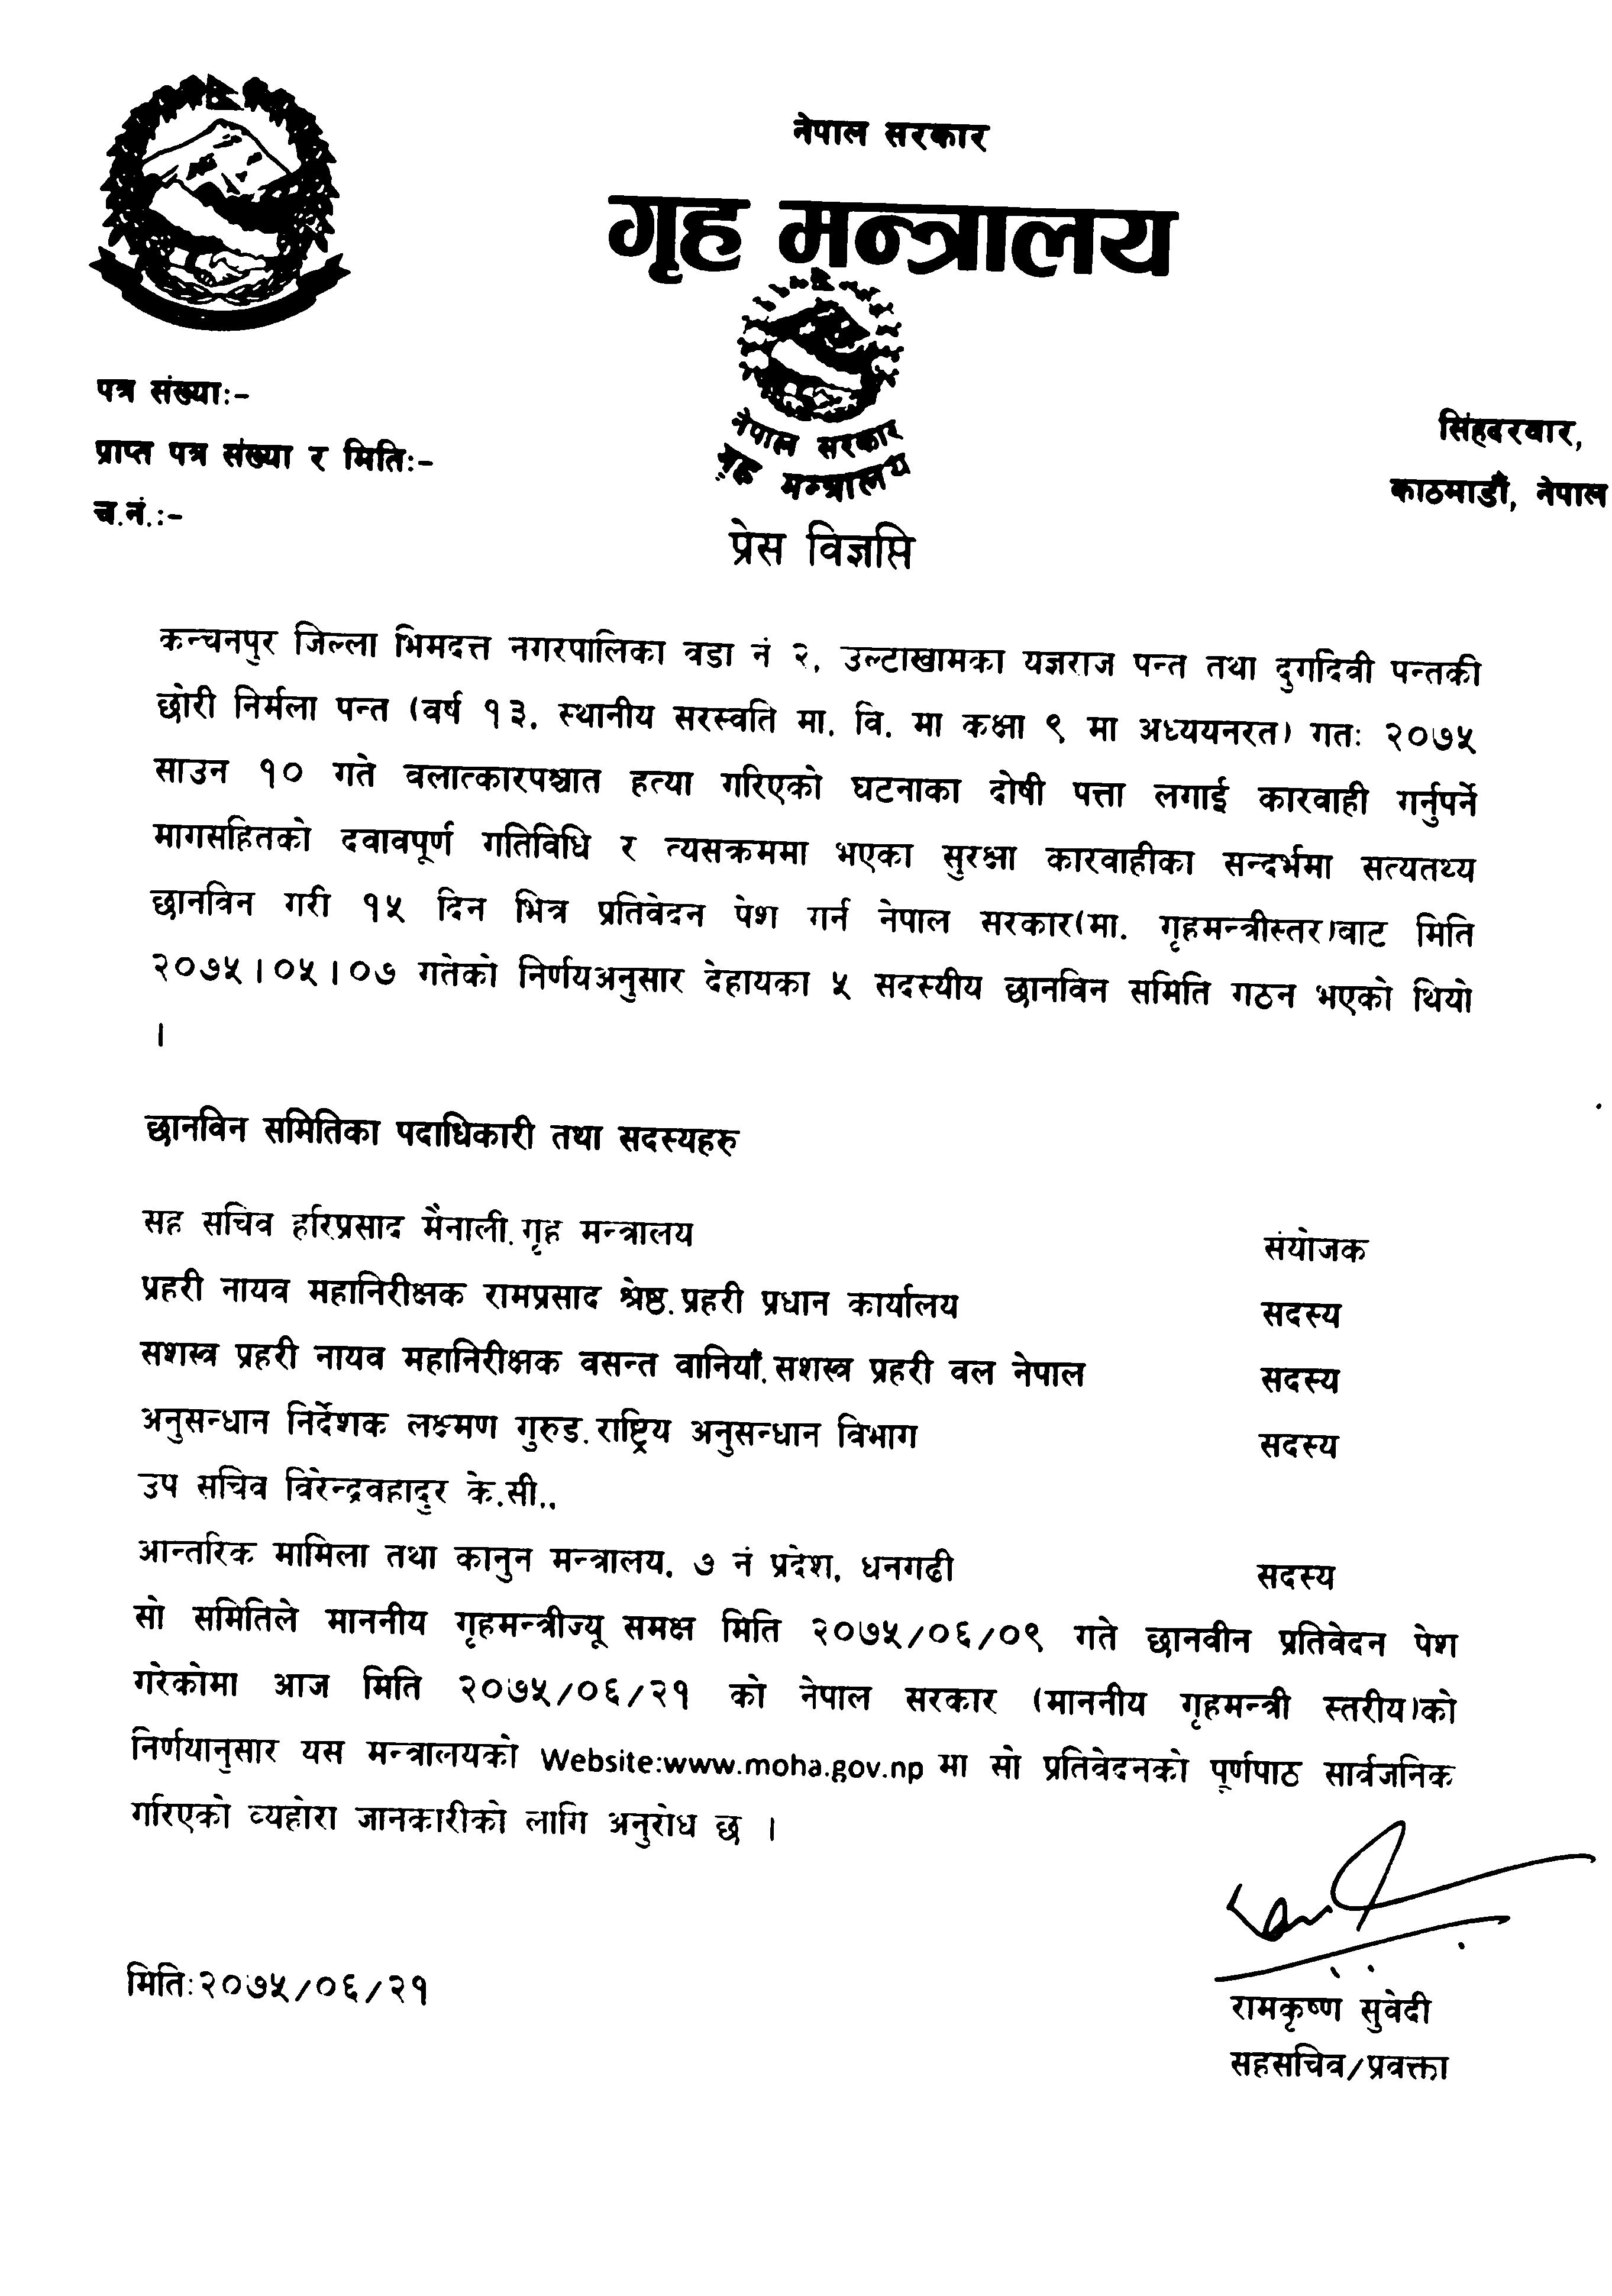 नेपाल सरकार
गृह मन्त्रालय
नेपाल सरकार
गृह मन्त्रालय
पत्र संख्याः-
प्राप्त पत्र संख्या र मितिः-
च.नं.:-
सिंहदरवार,
काठमाडौं, नेपाल
प्रेस विज्ञप्ति
कन्चनपुर जिल्ला भिमदत्त नगरपालिका वडा नं २, उल्टाखामका यज्ञराज पन्त तथा दुर्गादेवी पन्तकी
छोरी निर्मला पन्त (वर्ष १३, स्थानीय सरस्वति मा. वि. मा कक्षा ९ मा अध्ययनरत) गतः २०७५
साउन १० गते वलात्कारपश्चात हत्या गरिएको घटनाका दोषी पत्ता लगाई कारवाही गर्नुपर्ने
मागसहितको दवावपूर्ण गतिविधि र त्यसक्रममा भएका सुरक्षा कारवाहीका सन्दर्भमा सत्यतथ्य
छानविन गरी १५ दिन भित्र प्रतिवेदन पेश गर्न नेपाल सरकार(मा. गृहमन्त्रीस्तर)वाट मिति
२०७५।०५।०७ गतेको निर्णयअनुसार देहायका ५ सदस्यीय छानविन समिति गठन भएको थियो
।
छानविन समितिका पदाधिकारी तथा सदस्यहरु
सह सचिव हरिप्रसाद मैनाली, गृह मन्त्रालय संयोजक
प्रहरी नायव महानिरीक्षक रामप्रसाद श्रेष्ठ, प्रहरी प्रधान कार्यालय सदस्य
सशस्त्र प्रहरी नायव महानिरीक्षक वसन्त वानियाँ, सशस्त्र प्रहरी वल नेपाल सदस्य
अनुसन्धान निर्देशक लक्ष्मण गुरुड, राष्ट्रिय अनुसन्धान विभाग सदस्य
उप सचिव विरेन्द्रवहादुर के.सी.,
आन्तरिक मामिला तथा कानुन मन्त्रालय, ७ नं प्रदेश, धनगढी सदस्य
सो समितिले माननीय गृहमन्त्रीज्यू समक्ष मिति २०७५/०६/०९ गते छानवीन प्रतिवेदन पेश
गरेकोमा आज मिति २०७५/०६/२१ को नेपाल सरकार (माननीय गृहमन्त्री स्तरीय)को
निर्णयानुसार यस मन्त्रालयको Website:www.moha.gov.np मा सो प्रतिवेदनको पूर्णपाठ सार्वजनिक
गरिएको व्यहोरा जानकारीको लागि अनुरोध छ ।
मितिः२०७५/०६/२१
रामकृष्ण सुवेदी
सहसचिव/प्रवक्ता